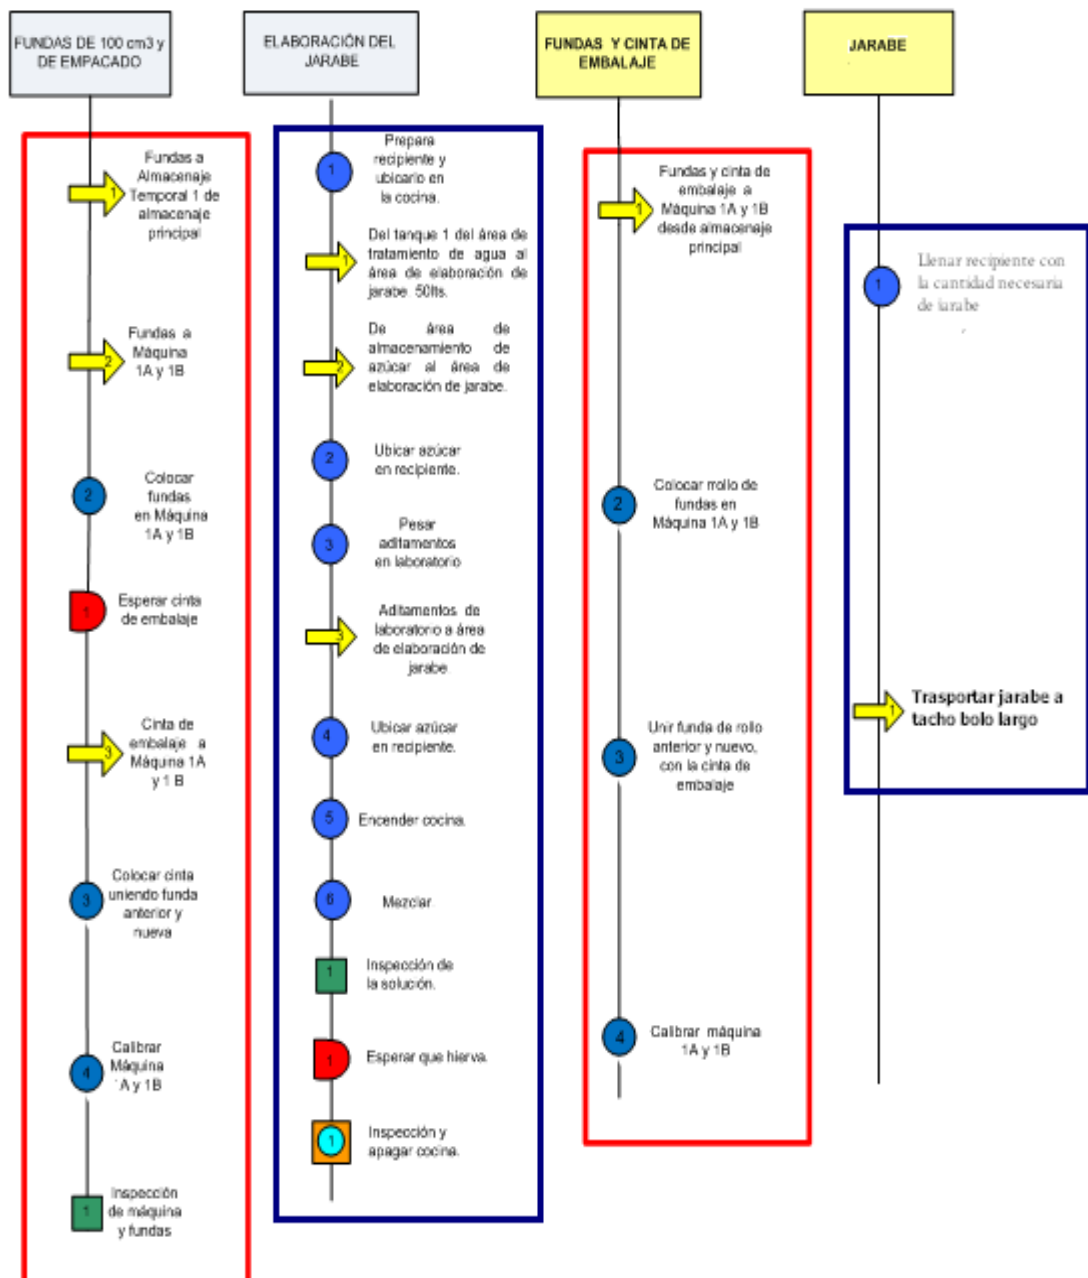 FUNDAS DE 100 cm3 y
DE EMPACADO
1
Fundas a
Almacenaje
Temporal 1 de
almacenaje
principal
2
Fundas a
Máquina
1A y 1B
2
Colocar
fundas
en Máquina
1A y 1B
1
Esperar cinta
de embalaje
3
Cinta de
embalaje a
Máquina 1A
y 1 B
3
Colocar cinta
uniendo funda
anterior y
nueva
4
Calibrar
Máquina
1A y 1B
1
Inspección
de máquina
y fundas
ELABORACIÓN DEL
JARABE
1
Prepara
recipiente y
ubicarlo en
la cocina.
1
Del tanque 1 del área de
tratamiento de agua al
área de elaboración de
jarabe 50lts.
2
De área de
almacenamiento de
azúcar al área de
elaboración de jarabe.
2
Ubicar azúcar
en recipiente.
3
Pesar
aditamentos
en laboratorio
3
Aditamentos de
laboratorio a área
de elaboración de
jarabe.
4
Ubicar azúcar
en recipiente.
5
Encender cocina.
6
Mezclar.
1
Inspección de
la solución.
1
Esperar que hierva.
1
Inspección y
apagar cocina.
FUNDAS Y CINTA DE
EMBALAJE
1
Fundas y cinta de
embalaje a
Máquina 1A y 1B
desde almacenaje
principal
2
Colocar rollo de
fundas en
Máquina 1A y 1B
3
Unir funda de rollo
anterior y nuevo,
con la cinta de
embalaje
4
Calibrar máquina
1A y 1B
JARABE
1
Llenar recipiente con
la cantidad necesaria
de jarabe
1
Trasportar jarabe a
tacho bolo largo